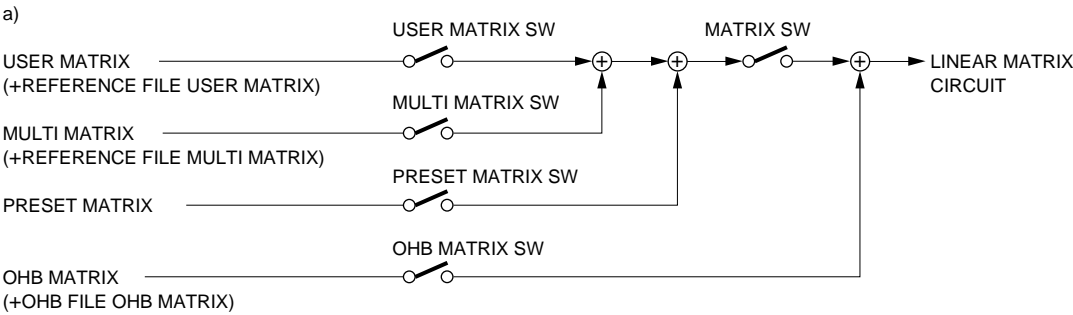 a)
USER MATRIX SW
MATRIX SW
USER MATRIX
(+REFERENCE FILE USER MATRIX)
LINEAR MATRIX
CIRCUIT
MULTI MATRIX SW
MULTI MATRIX
(+REFERENCE FILE MULTI MATRIX)
PRESET MATRIX SW
PRESET MATRIX
OHB MATRIX SW
OHB MATRIX
(+OHB FILE OHB MATRIX)